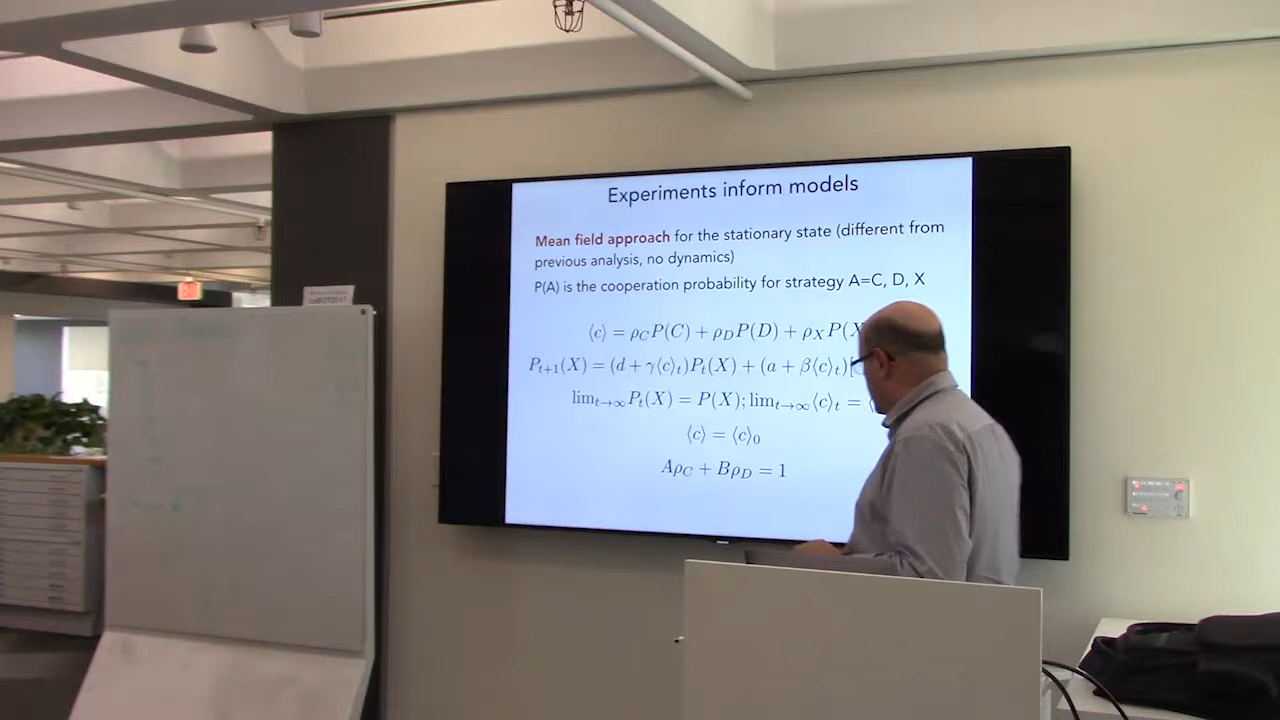 Experiments inform models
Mean field approach for the stationary state (different from
previous analysis, no dynamics)
P(A) is the cooperation probability for strategy A=C, D, X
⟨c⟩ = ρ_C P(C) + ρ_D P(D) + ρ_X P(X
P_{t+1}(X) = (d + γ⟨c⟩_t)P_t(X) + (a + β⟨c⟩_t)[
lim_{t→∞} P_t(X) = P(X); lim_{t→∞}⟨c⟩_t = ⟨
⟨c⟩ = ⟨c⟩_0
Aρ_C + Bρ_D = 1